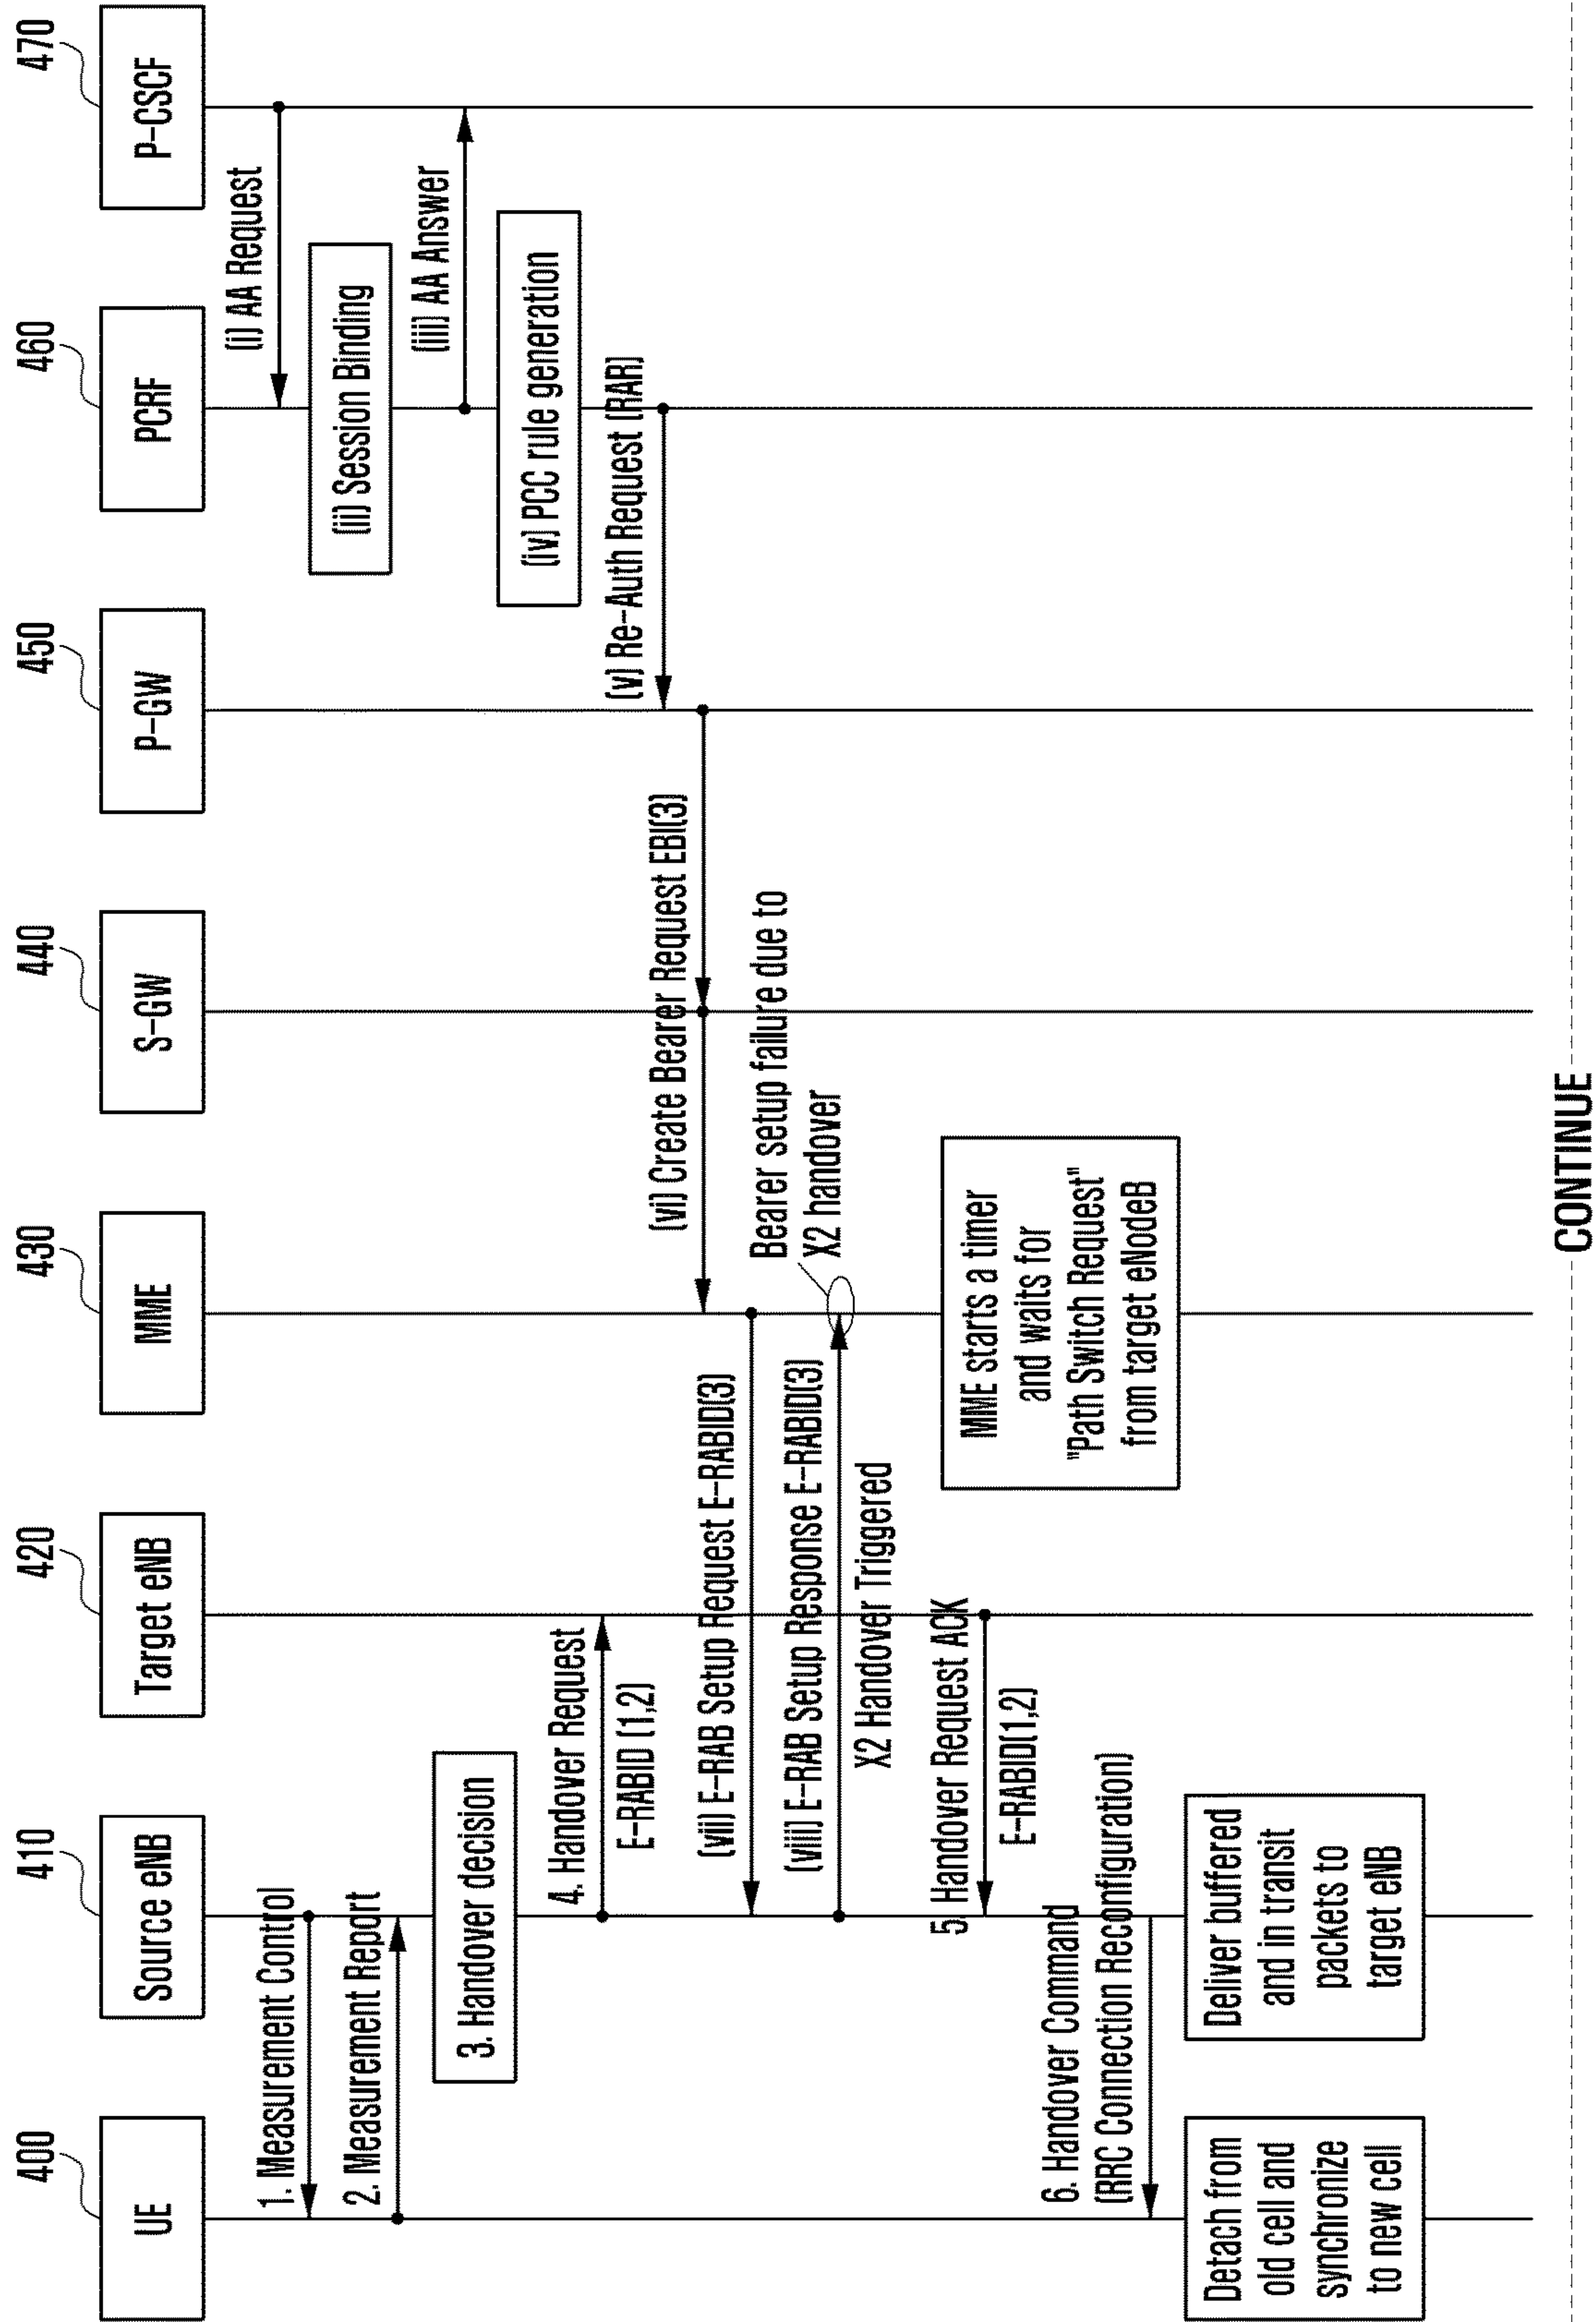 400
410
420
430
440
450
460
470
UE
Source eNB
Target eNB
MME
S-GW
P-GW
PCRF
P-CSCF
(i) AA Request
1. Measurement Control
(ii) Session Binding
2. Measurement Report
(iii) AA Answer
3. Handover decision
(iv) PCC rule generation
4. Handover Request
E-RABID (1,2)
(v) Re-Auth Request (RAR)
(vi) Create Bearer Request EBI(3)
(vii) E-RAB Setup Request E-RABID(3)
Bearer setup failure due to
X2 handover
(viii) E-RAB Setup Response E-RABID(3)
X2 Handover Triggered
5. Handover Request ACK
E-RABID(1,2)
MME starts a timer
and waits for
"Path Switch Request"
from target eNodeB
6. Handover Command
(RRC Connection Reconfiguration)
Detach from
old cell and
synchronize
to new cell
Deliver buffered
and in transit
packets to
target eNB
CONTINUE